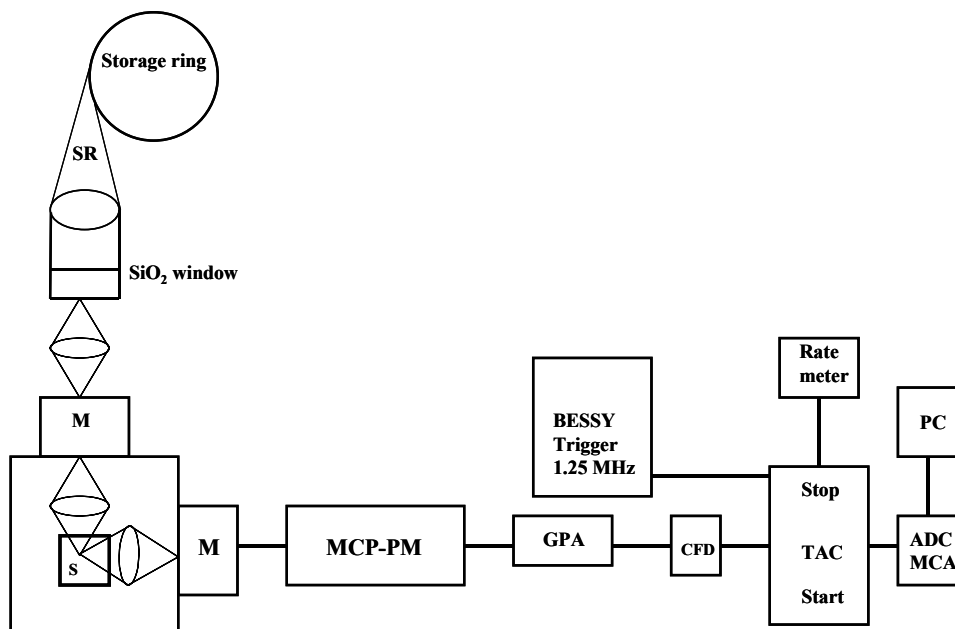 Storage ring
SR
SiO₂ window
M
S
M
MCP-PM
GPA
CFD
BESSY
Trigger
1.25 MHz
Rate
meter
Stop
TAC
Start
PC
ADC
MCA